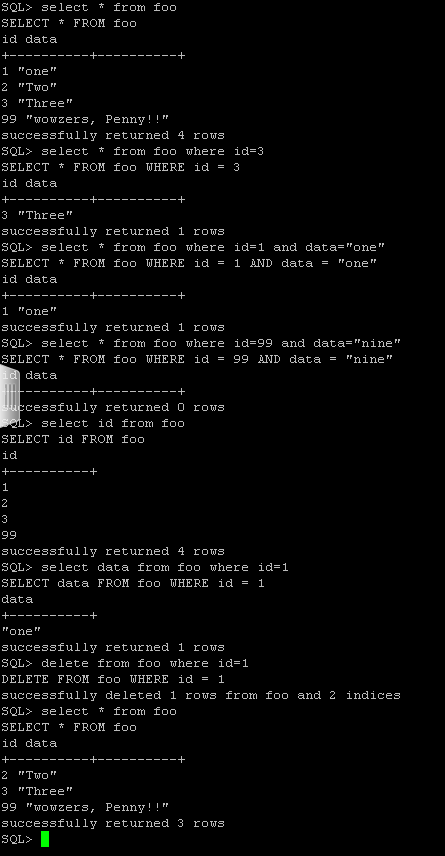 SQL> select * from foo
SELECT * FROM foo
id data
+----------+----------+
1 "one"
2 "Two"
3 "Three"
99 "wowzers, Penny!!"
successfully returned 4 rows
SQL> select * from foo where id=3
SELECT * FROM foo WHERE id = 3
id data
+----------+----------+
3 "Three"
successfully returned 1 rows
SQL> select * from foo where id=1 and data="one"
SELECT * FROM foo WHERE id = 1 AND data = "one"
id data
+----------+----------+
1 "one"
successfully returned 1 rows
SQL> select * from foo where id=99 and data="nine"
SELECT * FROM foo WHERE id = 99 AND data = "nine"
id data
+----------+----------+
successfully returned 0 rows
SQL> select id from foo
SELECT id FROM foo
id
+----------+
1
2
3
99
successfully returned 4 rows
SQL> select data from foo where id=1
SELECT data FROM foo WHERE id = 1
data
+----------+
"one"
successfully returned 1 rows
SQL> delete from foo where id=1
DELETE FROM foo WHERE id = 1
successfully deleted 1 rows from foo and 2 indices
SQL> select * from foo
SELECT * FROM foo
id data
+----------+----------+
2 "Two"
3 "Three"
99 "wowzers, Penny!!"
successfully returned 3 rows
SQL>